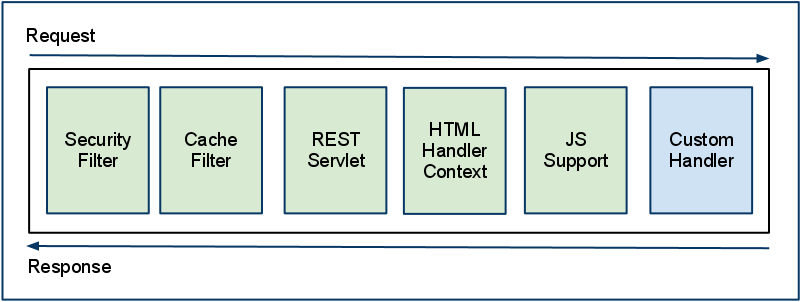 Request
Security
Filter
Cache
Filter
REST
Servlet
HTML
Handler
Context
JS
Support
Custom
Handler
Response